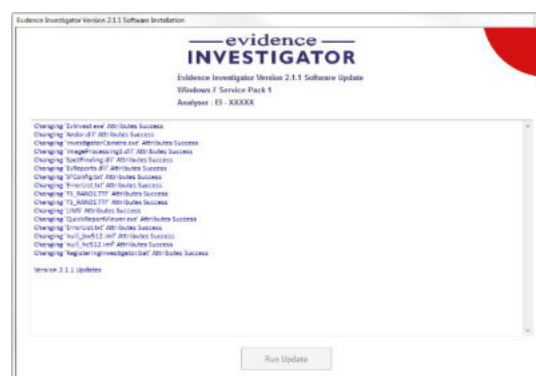 Evidence Investigator Version 2.1.1 Software Installation
evidence
INVESTIGATOR
Evidence Investigator Version 2.1.1 Software Update
Windows 7 Service Pack 1
Analyser : EI - XXXXX
Changing 'EvInvest.exe' Attributes Success
Changing 'Andor.dll' Attributes Success
Changing 'InvestigatorCamera.exe' Attributes Success
Changing 'ImageProcessing3.dll' Attributes Success
Changing 'SpotFinding.dll' Attributes Success
Changing 'EvReports.dll' Attributes Success
Changing 'SFConfig.txt' Attributes Success
Changing 'ErrorList.txt' Attributes Success
Changing 'TS_RAN01.TTF' Attributes Success
Changing 'TS_RAN01.TTF' Attributes Success
Changing 'LIMS' Attributes Success
Changing 'QuickReportViewer.exe' Attributes Success
Changing 'ErrorList.txt' Attributes Success
Changing 'null_bw512.imf' Attributes Success
Changing 'null_hc512.imf' Attributes Success
Changing 'RegisteringInvestigator.bat' Attributes Success
Version 2.1.1 Updates
Run Update